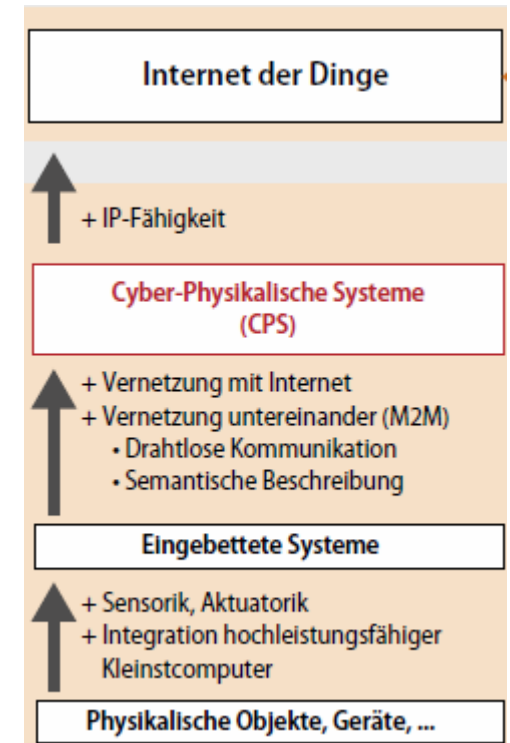 Internet der Dinge
+ IP-Fähigkeit
Cyber-Physikalische Systeme
(CPS)
+ Vernetzung mit Internet
+ Vernetzung untereinander (M2M)
• Drahtlose Kommunikation
• Semantische Beschreibung
Eingebettete Systeme
+ Sensorik, Aktuatorik
+ Integration hochleistungsfähiger
Kleinstcomputer
Physikalische Objekte, Geräte, ...